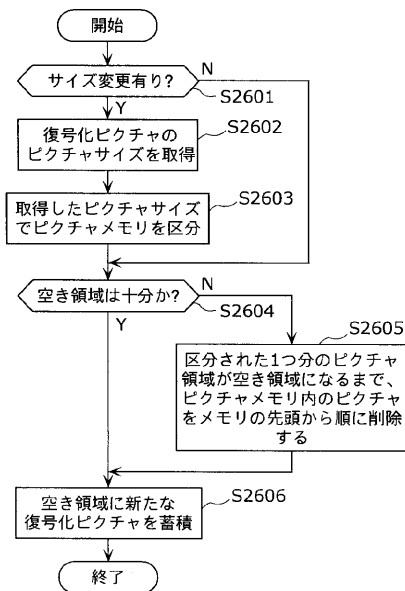 開始
サイズ変更有り?
N
S2601
Y
S2602
復号化ピクチャの
ピクチャサイズを取得
S2603
取得したピクチャサイズ
でピクチャメモリを区分
空き領域は十分か?
N
S2604
Y
S2605
区分された1つ分のピクチャ
領域が空き領域になるまで、
ピクチャメモリ内のピクチャ
をメモリの先頭から順に削除
する
S2606
空き領域に新たな
復号化ピクチャを蓄積
終了